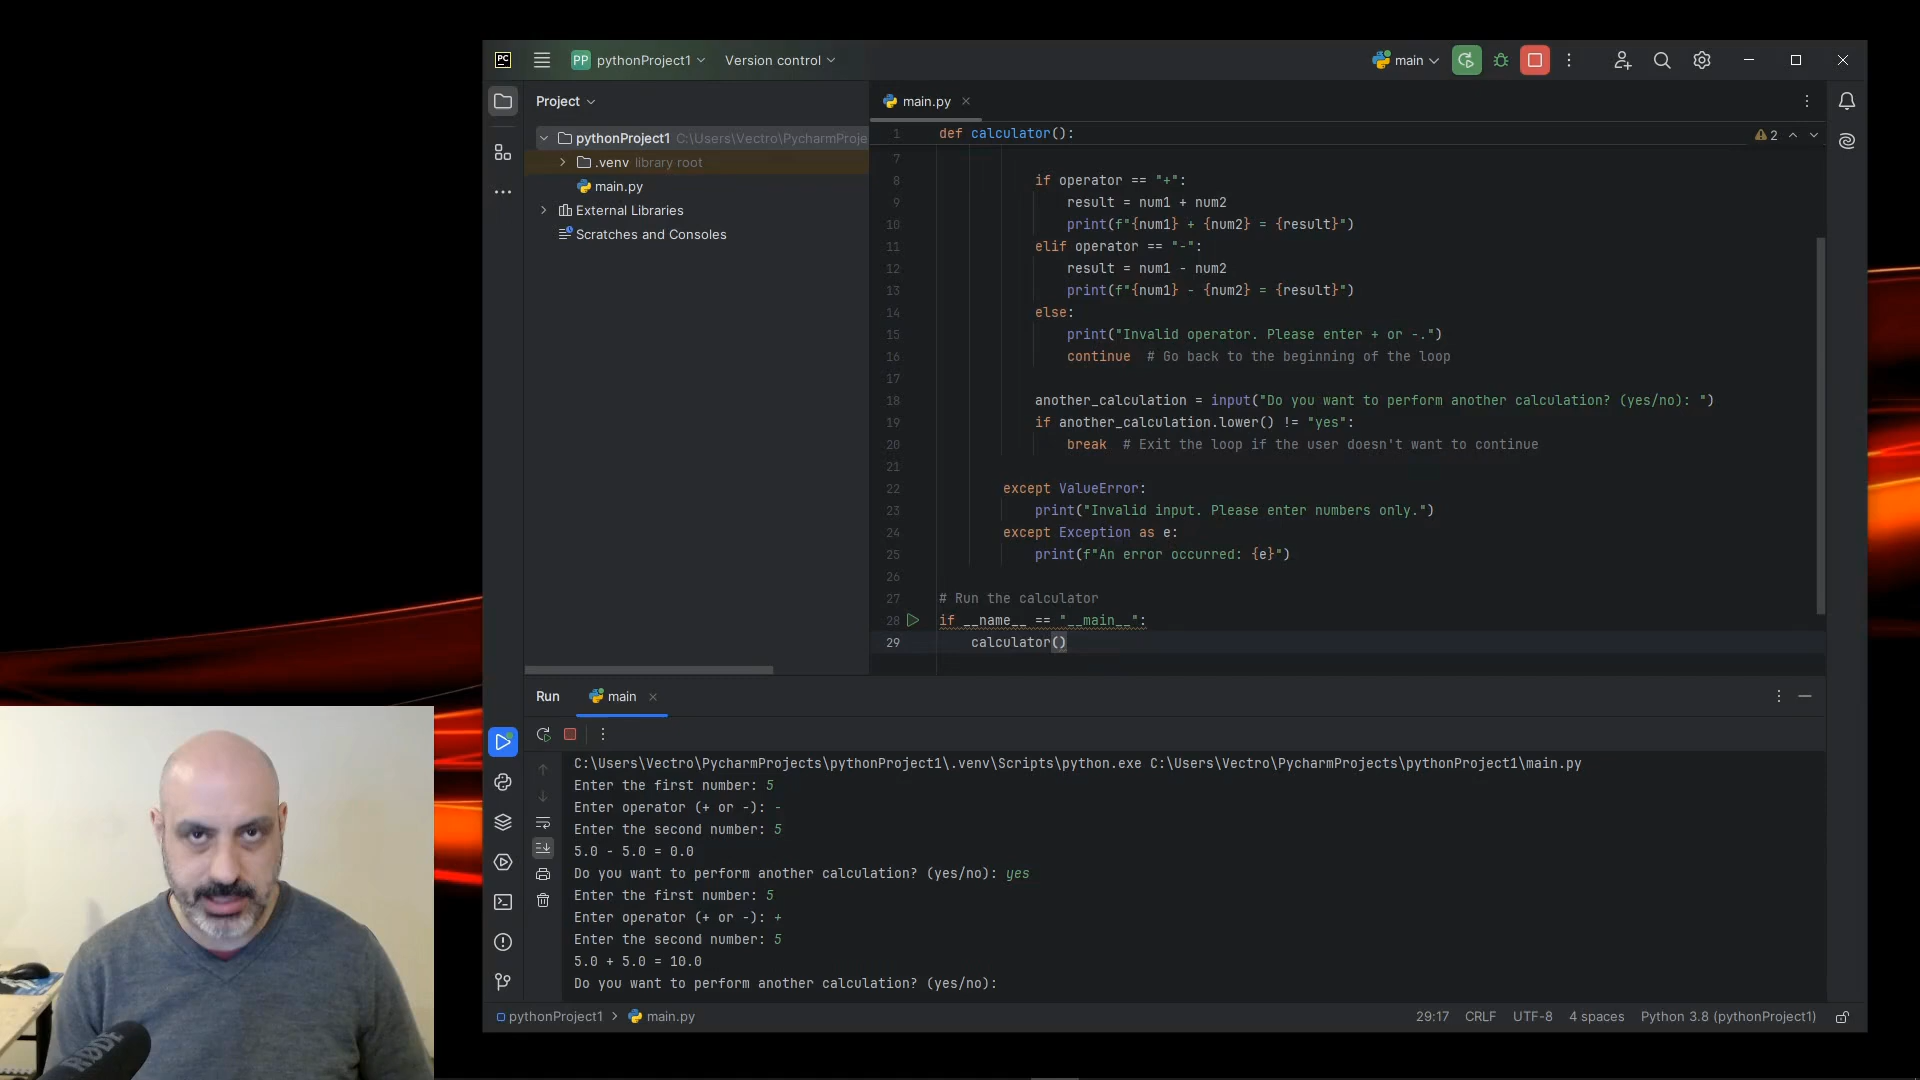 PC
PP pythonProject1 Version control main
Project
main.py
pythonProject1 C:\Users\Vectro\PycharmProje
.venv library root
main.py
External Libraries
Scratches and Consoles
1 def calculator():
2
7
8 if operator == "+":
9 result = num1 + num2
10 print(f"{num1} + {num2} = {result}")
11 elif operator == "-":
12 result = num1 - num2
13 print(f"{num1} - {num2} = {result}")
14 else:
15 print("Invalid operator. Please enter + or -.")
16 continue # Go back to the beginning of the loop
17
18 another_calculation = input("Do you want to perform another calculation? (yes/no): ")
19 if another_calculation.lower() != "yes":
20 break # Exit the loop if the user doesn't want to continue
21
22 except ValueError:
23 print("Invalid input. Please enter numbers only.")
24 except Exception as e:
25 print(f"An error occurred: {e}")
26
27 # Run the calculator
28 if __name__ == "__main__":
29 calculator()
Run main
C:\Users\Vectro\PycharmProjects\pythonProject1\.venv\Scripts\python.exe C:\Users\Vectro\PycharmProjects\pythonProject1\main.py
Enter the first number: 5
Enter operator (+ or -): -
Enter the second number: 5
5.0 - 5.0 = 0.0
Do you want to perform another calculation? (yes/no): yes
Enter the first number: 5
Enter operator (+ or -): +
Enter the second number: 5
5.0 + 5.0 = 10.0
Do you want to perform another calculation? (yes/no):
pythonProject1 > main.py
29:17 CRLF UTF-8 4 spaces Python 3.8 (pythonProject1)
RØDE